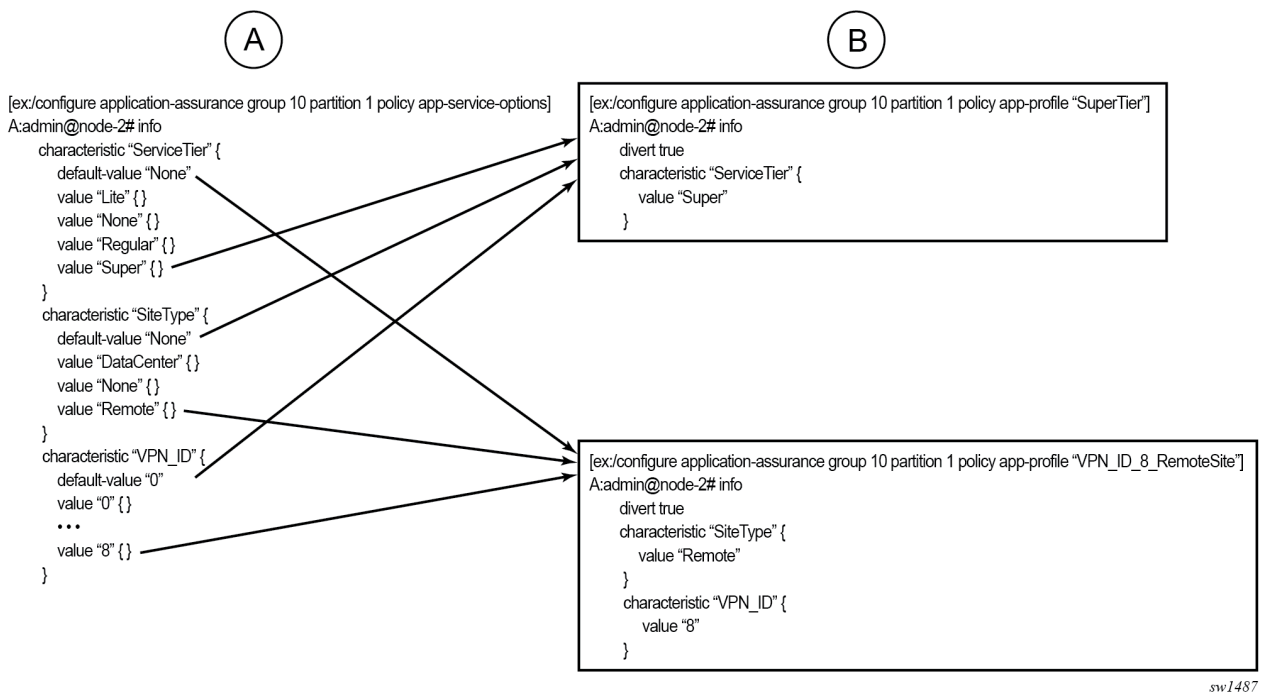 A
B
[ex:/configure application-assurance group 10 partition 1 policy app-service-options]
A:admin@node-2# info
characteristic “ServiceTier” {
default-value “None”
value “Lite” { }
value “None” { }
value “Regular” { }
value “Super” { }
}
characteristic “SiteType” {
default-value “None”
value “DataCenter” { }
value “None” { }
value “Remote” { }
}
characteristic “VPN_ID” {
default-value “0”
value “0” { }
•••
value “8” { }
}
[ex:/configure application-assurance group 10 partition 1 policy app-profile “SuperTier”]
A:admin@node-2# info
divert true
characteristic “ServiceTier” {
value “Super”
}
[ex:/configure application-assurance group 10 partition 1 policy app-profile “VPN_ID_8_RemoteSite”]
A:admin@node-2# info
divert true
characteristic “SiteType” {
value “Remote”
}
characteristic “VPN_ID” {
value “8”
}
sw1487